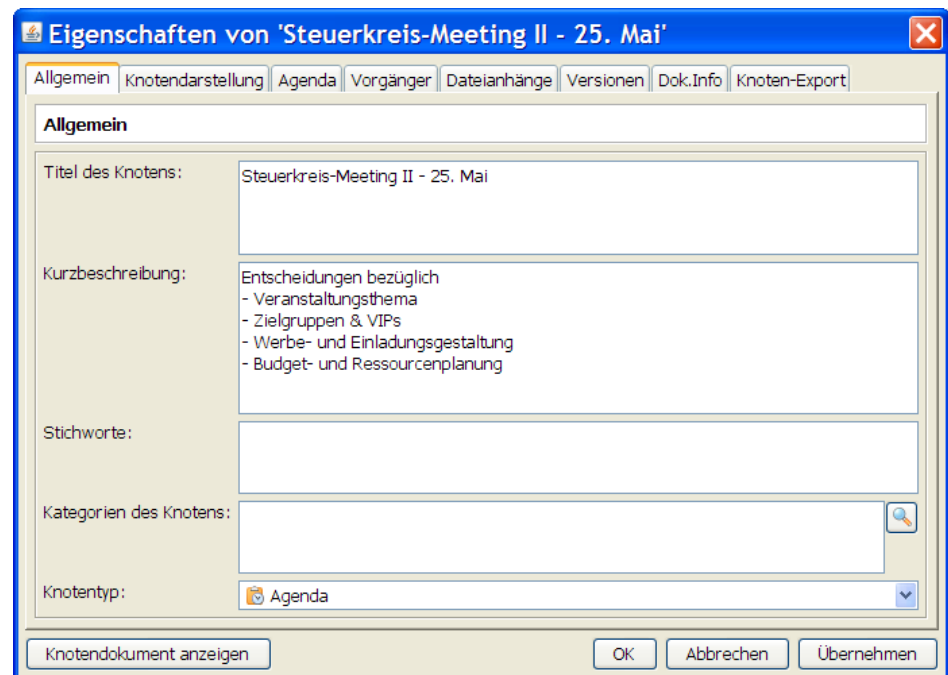 Eigenschaften von 'Steuerkreis-Meeting II - 25. Mai'
Allgemein Knotendarstellung Agenda Vorgänger Dateianhänge Versionen Dok.Info Knoten-Export
Allgemein
Titel des Knotens: Steuerkreis-Meeting II - 25. Mai
Kurzbeschreibung: Entscheidungen bezüglich
- Veranstaltungsthema
- Zielgruppen & VIPs
- Werbe- und Einladungsgestaltung
- Budget- und Ressourcenplanung
Stichworte:
Kategorien des Knotens:
Knotentyp: Agenda
Knotendokument anzeigen OK Abbrechen Übernehmen